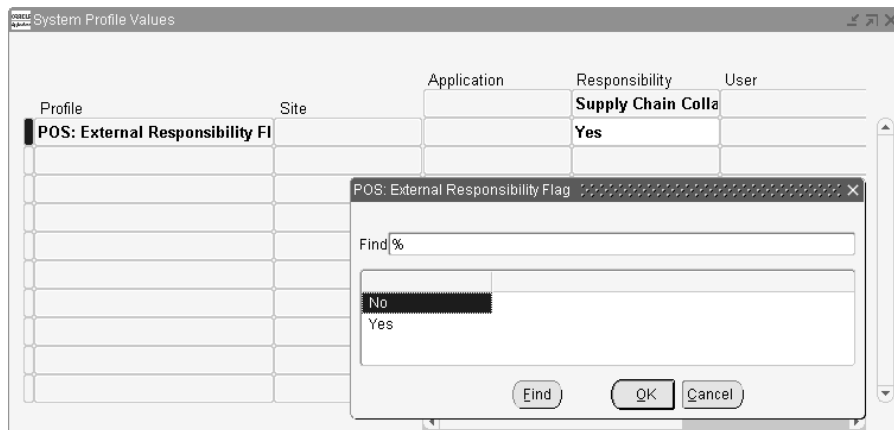 ORACLE
System Profile Values
Application Responsibility User
Profile Site Supply Chain Colla
POS: External Responsibility Fl Yes
POS: External Responsibility Flag
Find %
No
Yes
Find OK Cancel